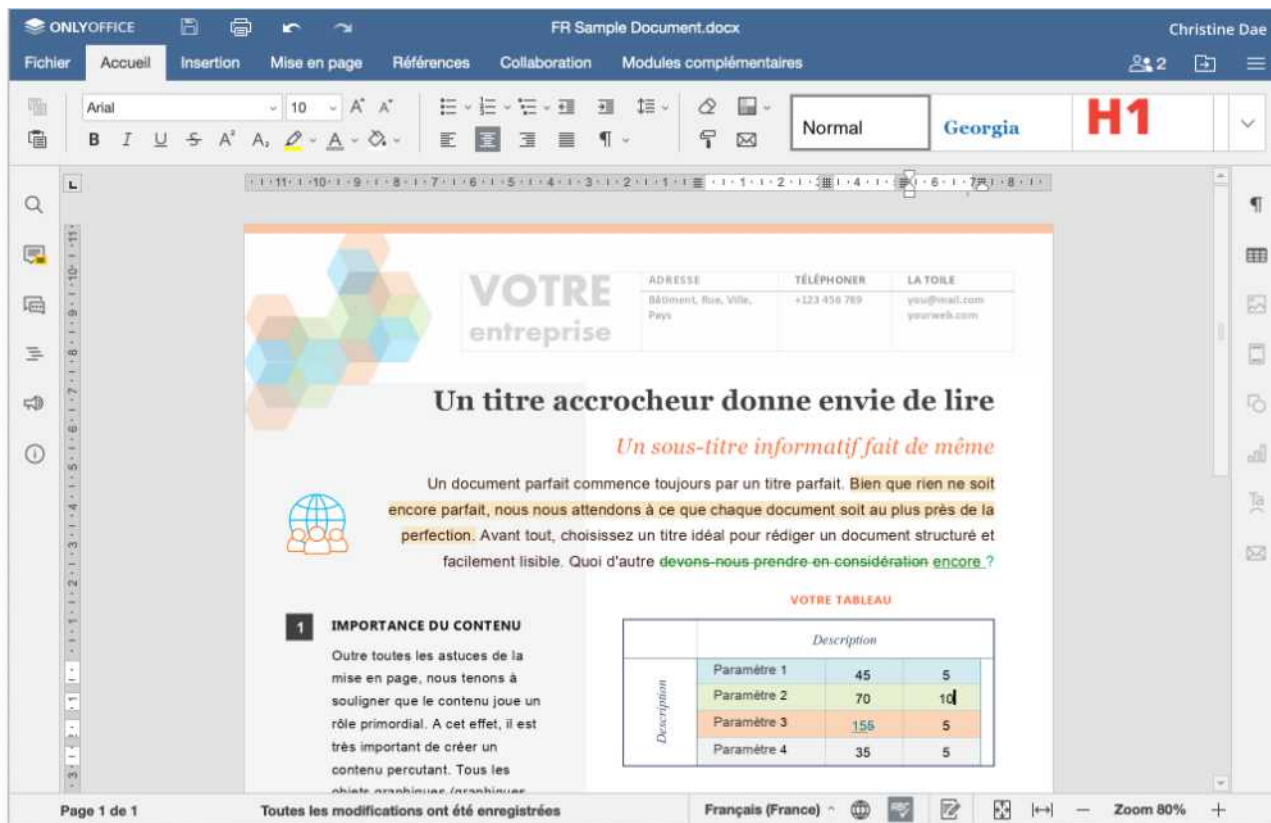 ONLYOFFICE
FR Sample Document.docx
Christine Dae
Fichier Accueil Insertion Mise en page Références Collaboration Modules complémentaires 2
Arial 10
Normal Georgia H1
VOTRE
entreprise
ADRESSE TÉLÉPHONER LA TOILE
Bâtiment, Rue, Ville, +123 456 789 you@mail.com
Pays yourweb.com
Un titre accrocheur donne envie de lire
Un sous-titre informatif fait de même
Un document parfait commence toujours par un titre parfait. Bien que rien ne soit
encore parfait, nous nous attendons à ce que chaque document soit au plus près de la
perfection. Avant tout, choisissez un titre idéal pour rédiger un document structuré et
facilement lisible. Quoi d'autre devons-nous prendre en considération encore ?
1 IMPORTANCE DU CONTENU
Outre toutes les astuces de la
mise en page, nous tenons à
souligner que le contenu joue un
rôle primordial. A cet effet, il est
très important de créer un
contenu percutant. Tous les
objets graphiques (graphiques,
VOTRE TABLEAU
Description
Description
Paramètre 1 45 5
Paramètre 2 70 10
Paramètre 3 155 5
Paramètre 4 35 5
Page 1 de 1 Toutes les modifications ont été enregistrées Français (France) Zoom 80%